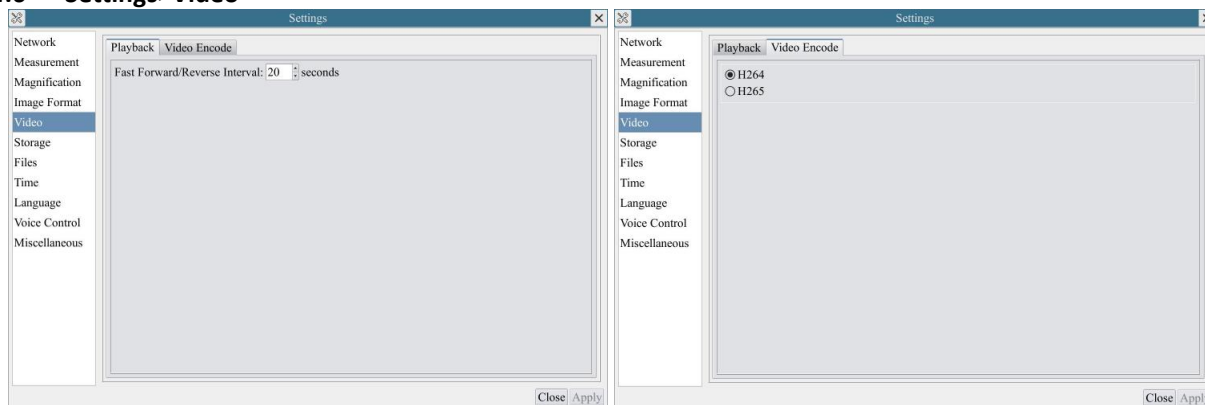 Settings>Video
Settings
Network
Measurement
Magnification
Image Format
Video
Storage
Files
Time
Language
Voice Control
Miscellaneous
Playback Video Encode
Fast Forward/Reverse Interval: 20 seconds
Close Apply
Settings
Network
Measurement
Magnification
Image Format
Video
Storage
Files
Time
Language
Voice Control
Miscellaneous
Playback Video Encode
H264
H265
Close Apply